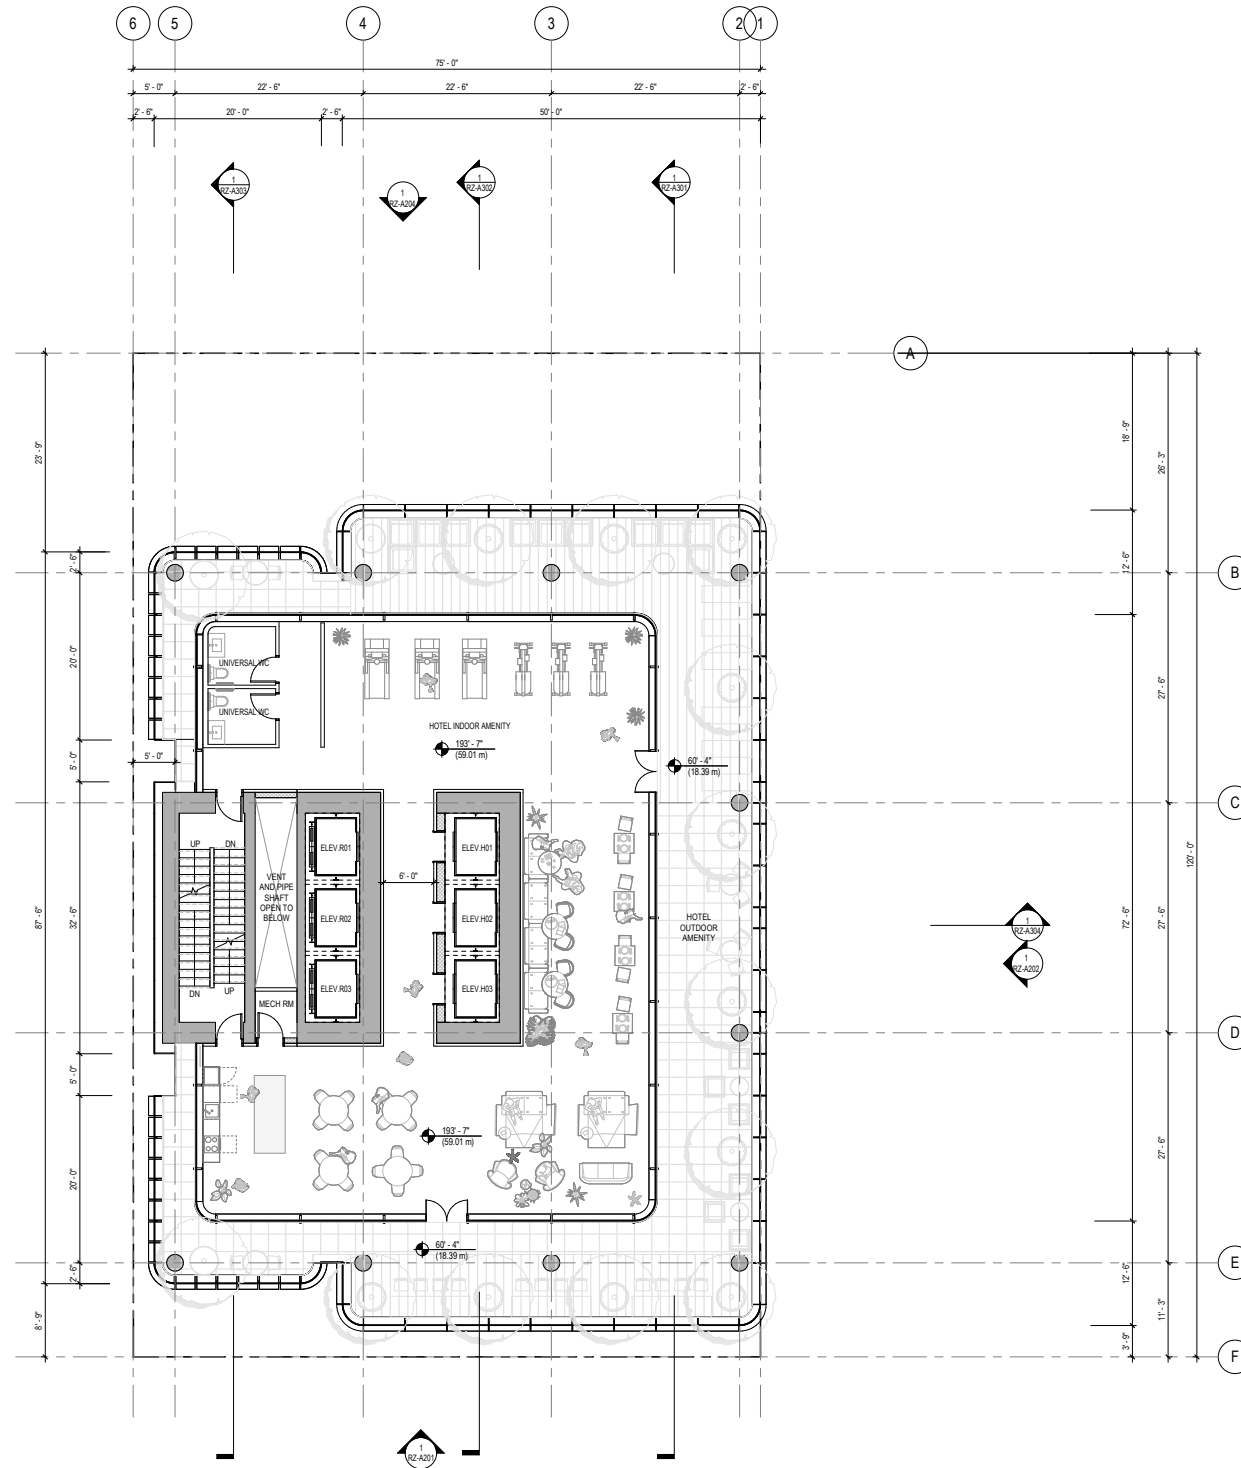 6 5 4 3 2 1
75' - 0"
5' - 0" 22' - 6" 22' - 6" 22' - 6" 2' - 6"
2' - 6" 20' - 0" 2' - 6" 50' - 0"
1
RZ-A303
1
RZ-A204
1
RZ-A302
1
RZ-A301
A
23' - 9"
18' - 9"
26' - 3"
2' - 6"
12' - 6"
B
20' - 0"
27' - 6"
UNIVERSAL WC
UNIVERSAL WC
HOTEL INDOOR AMENITY
193' - 7"
(59.01 m)
5' - 0"
5' - 0"
60' - 4"
(18.39 m)
C
120' - 0"
UP DN
ELEV.R01
ELEV.H01
VENT
AND PIPE
SHAFT
OPEN TO
BELOW
6' - 0"
87' - 6"
32' - 6"
ELEV.R02
ELEV.H02
HOTEL
OUTDOOR
AMENITY
72' - 6"
27' - 6"
1
RZ-A304
1
RZ-A202
ELEV.R03
ELEV.H03
DN UP
MECH RM
D
5' - 0"
193' - 7"
(59.01 m)
27' - 6"
20' - 0"
60' - 4"
(18.39 m)
E
2' - 6"
12' - 6"
11' - 3"
8' - 9"
3' - 9"
F
1
RZ-A201